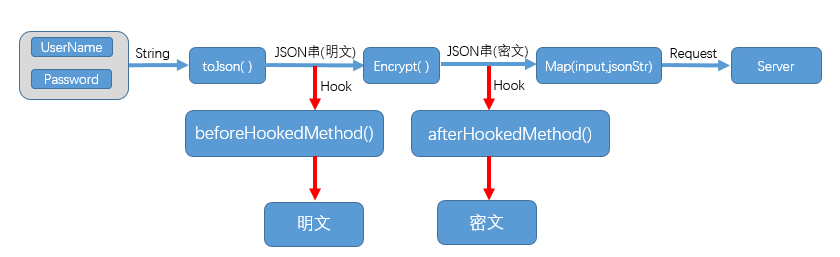 UserName
Password
String
toJson( )
JSON串(明文)
Encrypt( )
JSON串(密文)
Map(input,jsonStr)
Request
Server
Hook
Hook
beforeHookedMethod()
afterHookedMethod()
明文
密文